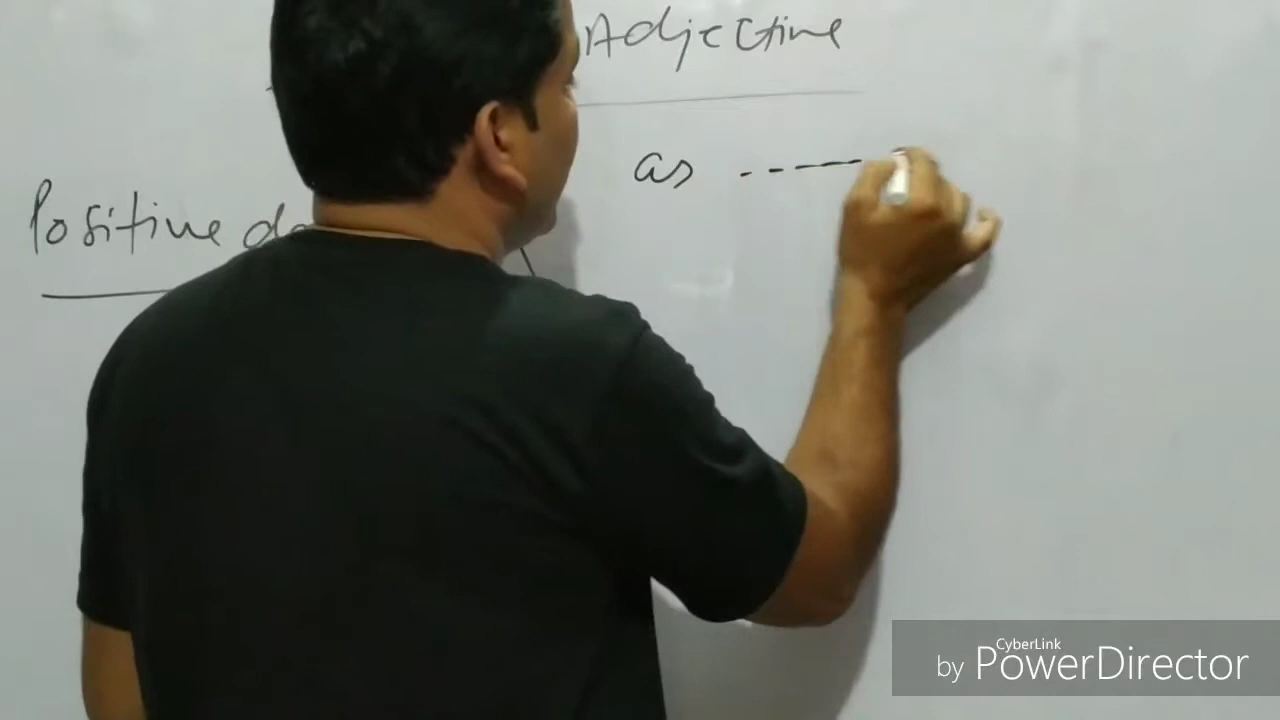 Adjective
as -----
Positive
CyberLink
by PowerDirector